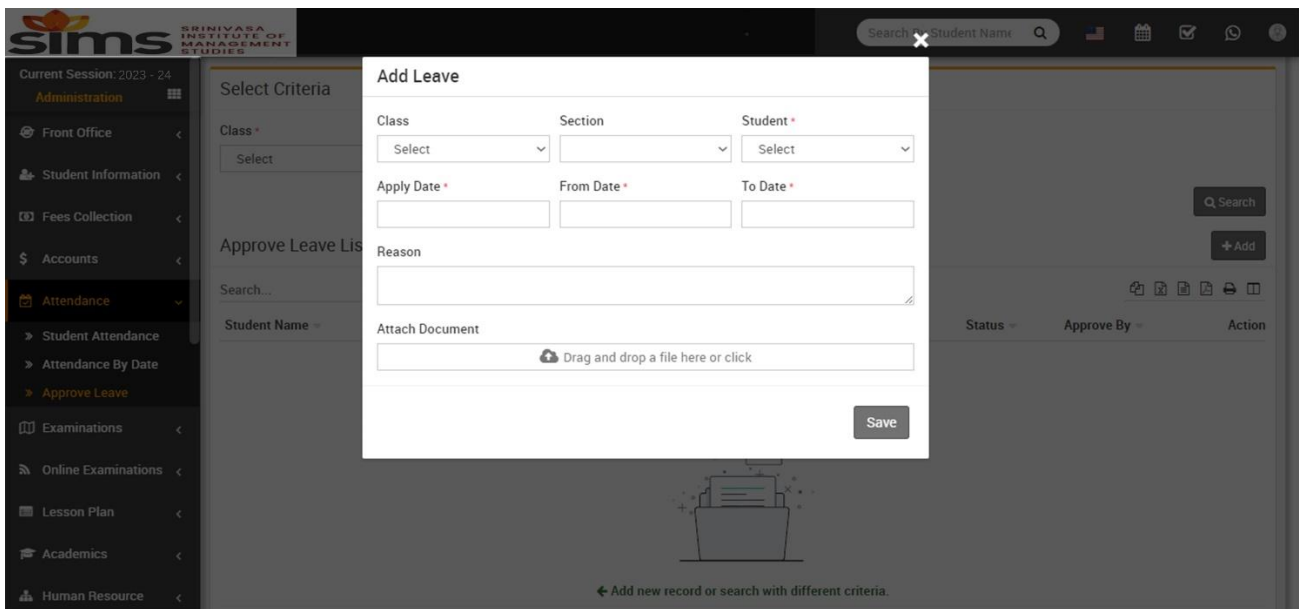 sims
SRINIVASA
INSTITUTE OF
MANAGEMENT
STUDIES
Search By Student Name
Current Session: 2023 - 24
Administration
Front Office
Student Information
Fees Collection
Accounts
Attendance
Student Attendance
Attendance By Date
Approve Leave
Examinations
Online Examinations
Lesson Plan
Academics
Human Resource
Select Criteria
Class *
Select
Search
Approve Leave Lis
+ Add
Search...
Student Name Status Approve By Action
Add Leave
Class Section Student *
Select Select
Apply Date * From Date * To Date *
Reason
Attach Document
Drag and drop a file here or click
Save
Add new record or search with different criteria.